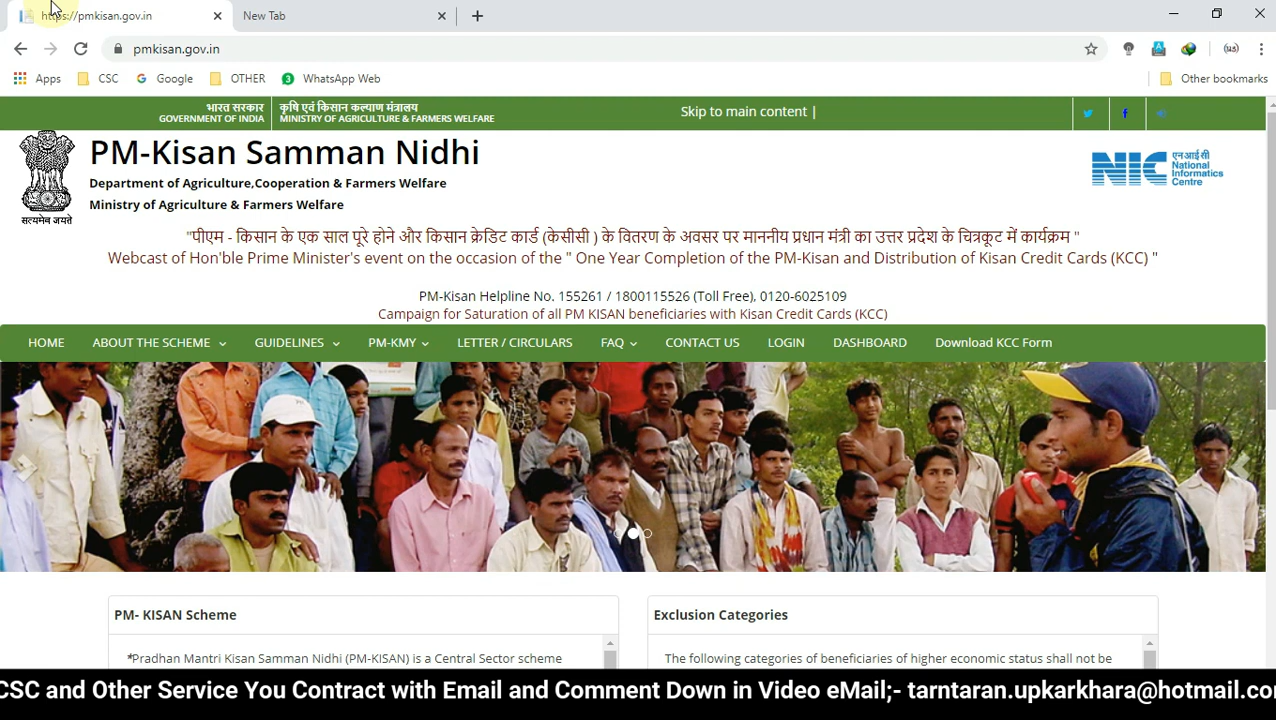 https://pmkisan.gov.in
New Tab
pmkisan.gov.in
Apps CSC Google OTHER 3 WhatsApp Web Other bookmarks
भारत सरकार
GOVERNMENT OF INDIA
कृषि एवं किसान कल्याण मंत्रालय
MINISTRY OF AGRICULTURE & FARMERS WELFARE
Skip to main content |
सत्यमेव जयते
PM-Kisan Samman Nidhi
Department of Agriculture,Cooperation & Farmers Welfare
Ministry of Agriculture & Farmers Welfare
NIC
एन आई सी
National
Informatics
Centre
"पीएम - किसान के एक साल पूरे होने और किसान क्रेडिट कार्ड (केसीसी ) के वितरण के अवसर पर माननीय प्रधान मंत्री का उत्तर प्रदेश के चित्रकूट में कार्यक्रम "
Webcast of Hon'ble Prime Minister's event on the occasion of the " One Year Completion of the PM-Kisan and Distribution of Kisan Credit Cards (KCC) "
PM-Kisan Helpline No. 155261 / 1800115526 (Toll Free), 0120-6025109
Campaign for Saturation of all PM KISAN beneficiaries with Kisan Credit Cards (KCC)
HOME ABOUT THE SCHEME GUIDELINES PM-KMY LETTER / CIRCULARS FAQ CONTACT US LOGIN DASHBOARD Download KCC Form
PM- KISAN Scheme
*Pradhan Mantri Kisan Samman Nidhi (PM-KISAN) is a Central Sector scheme
Exclusion Categories
The following categories of beneficiaries of higher economic status shall not be
CSC and Other Service You Contract with Email and Comment Down in Video eMail;- tarntaran.upkarkhara@hotmail.co